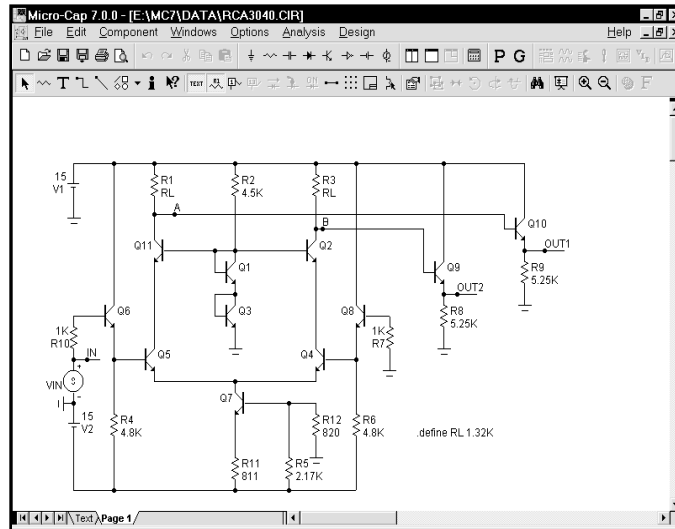 Micro-Cap 7.0.0 - [E:\MC7\DATA\RCA3040.CIR]
File Edit Component Windows Options Analysis Design Help
P G
T i TEXT F
15
V1
R1
RL
R2
4.5K
R3
RL
A
B
Q10
OUT1
Q11
Q2
Q1
Q9
R9
5.25K
OUT2
Q6
Q3
Q8
R8
5.25K
1K
R10
1K
R7
IN
Q5
Q4
VIN
Q7
15
V2
R4
4.8K
R12
820
R6
4.8K
.define RL 1.32K
R11
811
R5
2.17K
Text Page 1